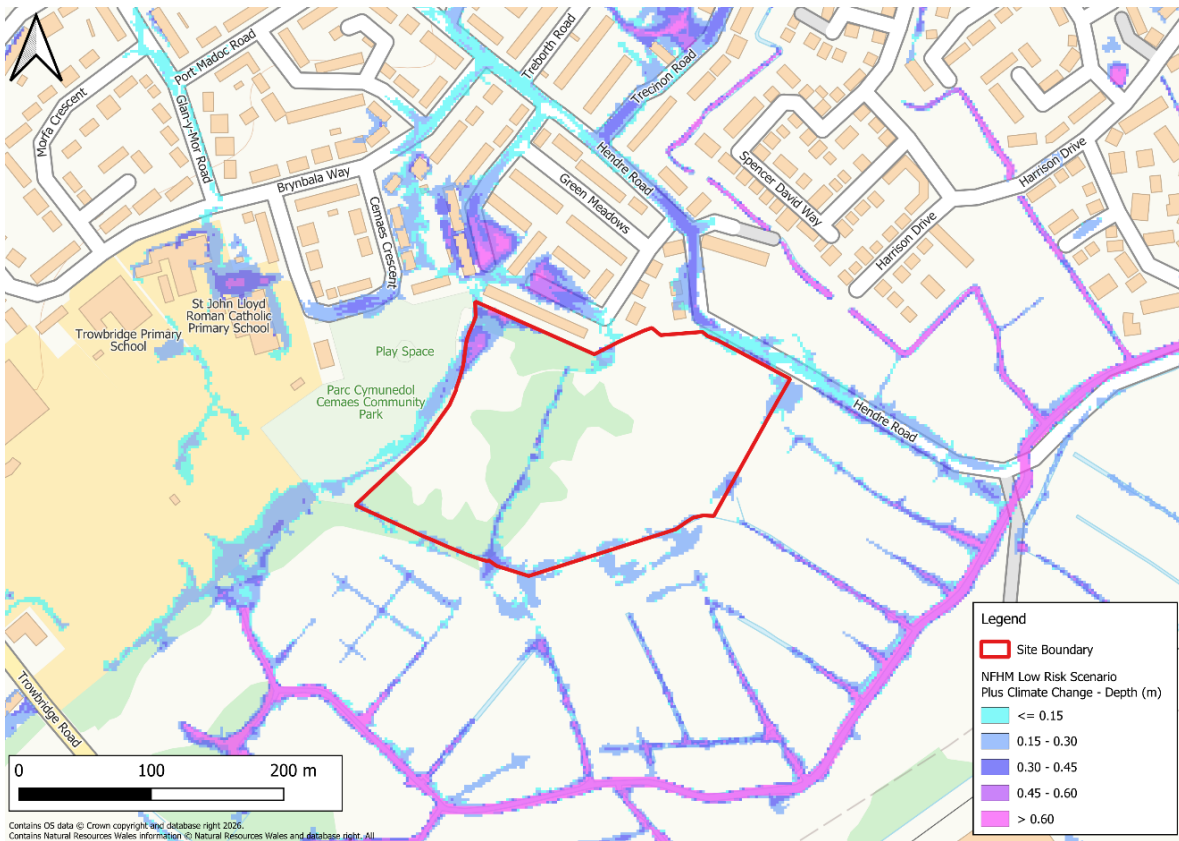 Port Madoc Road
Morfa Crescent
Glan-y-Mor Road
Brynbala Way
Cemaes Crescent
Treborth Road
Trecinon Road
Hendre Road
Green Meadows
Spencer David Way
Harrison Drive
Harrison Drive
St John Lloyd
Roman Catholic
Primary School
Trowbridge Primary
School
Play Space
Parc Cymunedol
Cemaes Community
Park
Hendre Road
Trowbridge Road
Legend
Site Boundary
NFHM Low Risk Scenario
Plus Climate Change - Depth (m)
<= 0.15
0.15 - 0.30
0.30 - 0.45
0.45 - 0.60
> 0.60
0 100 200 m
Contains OS data © Crown copyright and database right 2026.
Contains Natural Resources Wales information © Natural Resources Wales and database right. All